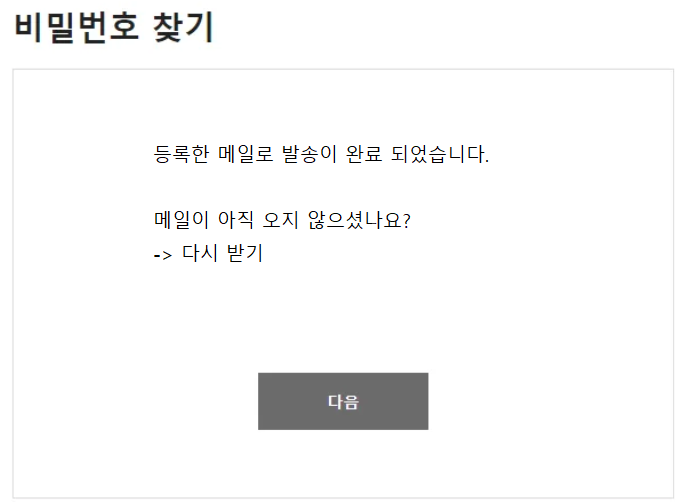 비밀번호 찾기
등록한 메일로 발송이 완료 되었습니다.
메일이 아직 오지 않으셨나요?
-> 다시 받기
다음